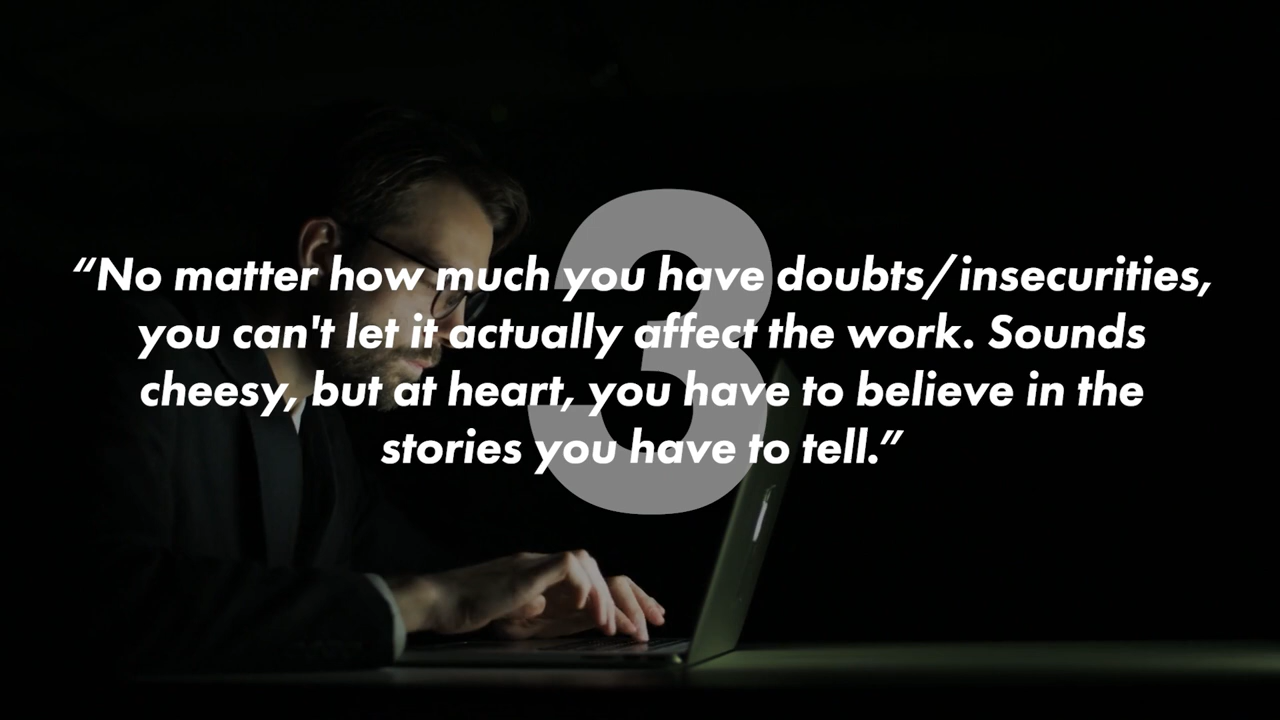 3
“No matter how much you have doubts/insecurities,
you can't let it actually affect the work. Sounds
cheesy, but at heart, you have to believe in the
stories you have to tell.”